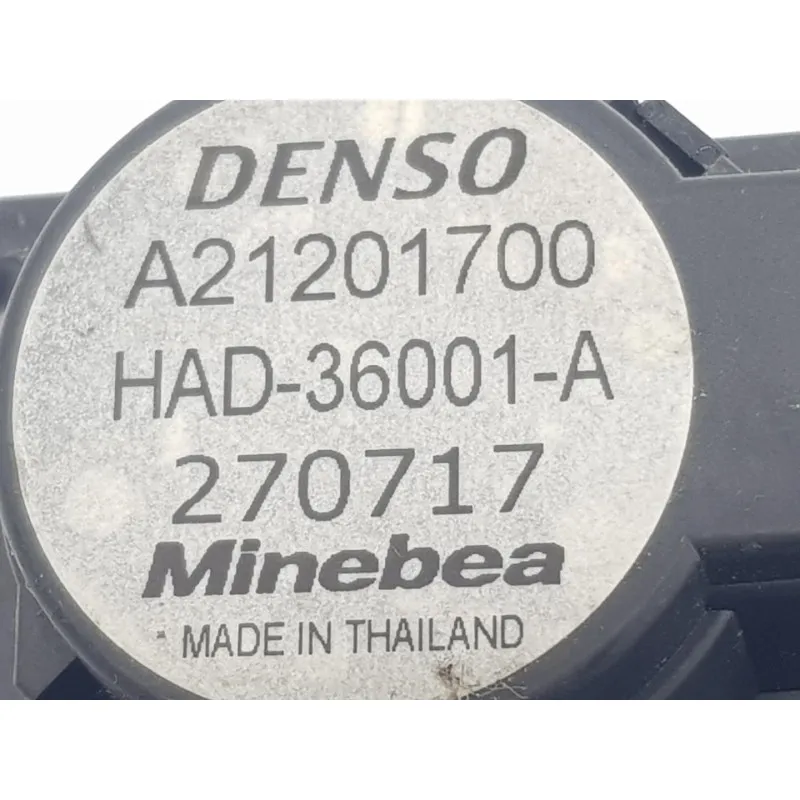 DENSO
A21201700
HAD-36001-A
270717
Minebea
MADE IN THAILAND